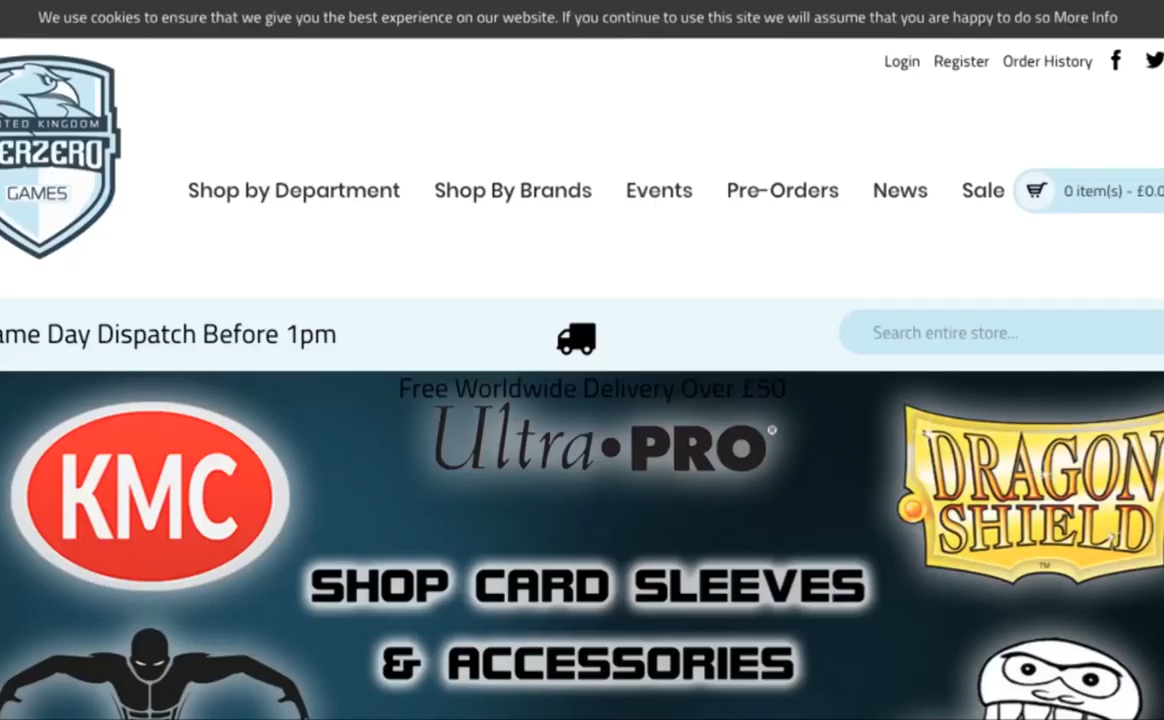 We use cookies to ensure that we give you the best experience on our website. If you continue to use this site we will assume that you are happy to do so More Info
Login Register Order History
ITED KINGDOM
ERZERO
GAMES
Shop by Department Shop By Brands Events Pre-Orders News Sale 0 item(s) - £0.0
ame Day Dispatch Before 1pm
Search entire store...
Free Worldwide Delivery Over £50
KMC
Ultra•PRO®
DRAGON
SHIELD
TM
SHOP CARD SLEEVES
& ACCESSORIES